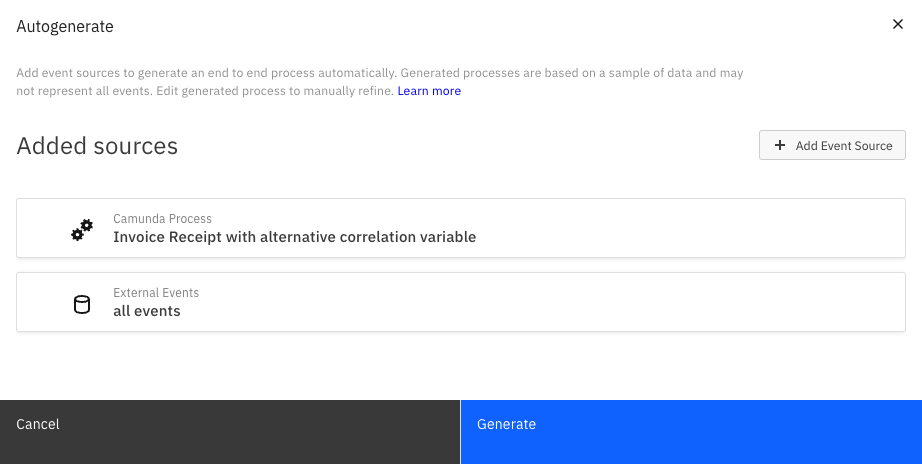 Autogenerate
Add event sources to generate an end to end process automatically. Generated processes are based on a sample of data and may
not represent all events. Edit generated process to manually refine. Learn more
Added sources
Add Event Source
Camunda Process
Invoice Receipt with alternative correlation variable
External Events
all events
Cancel
Generate